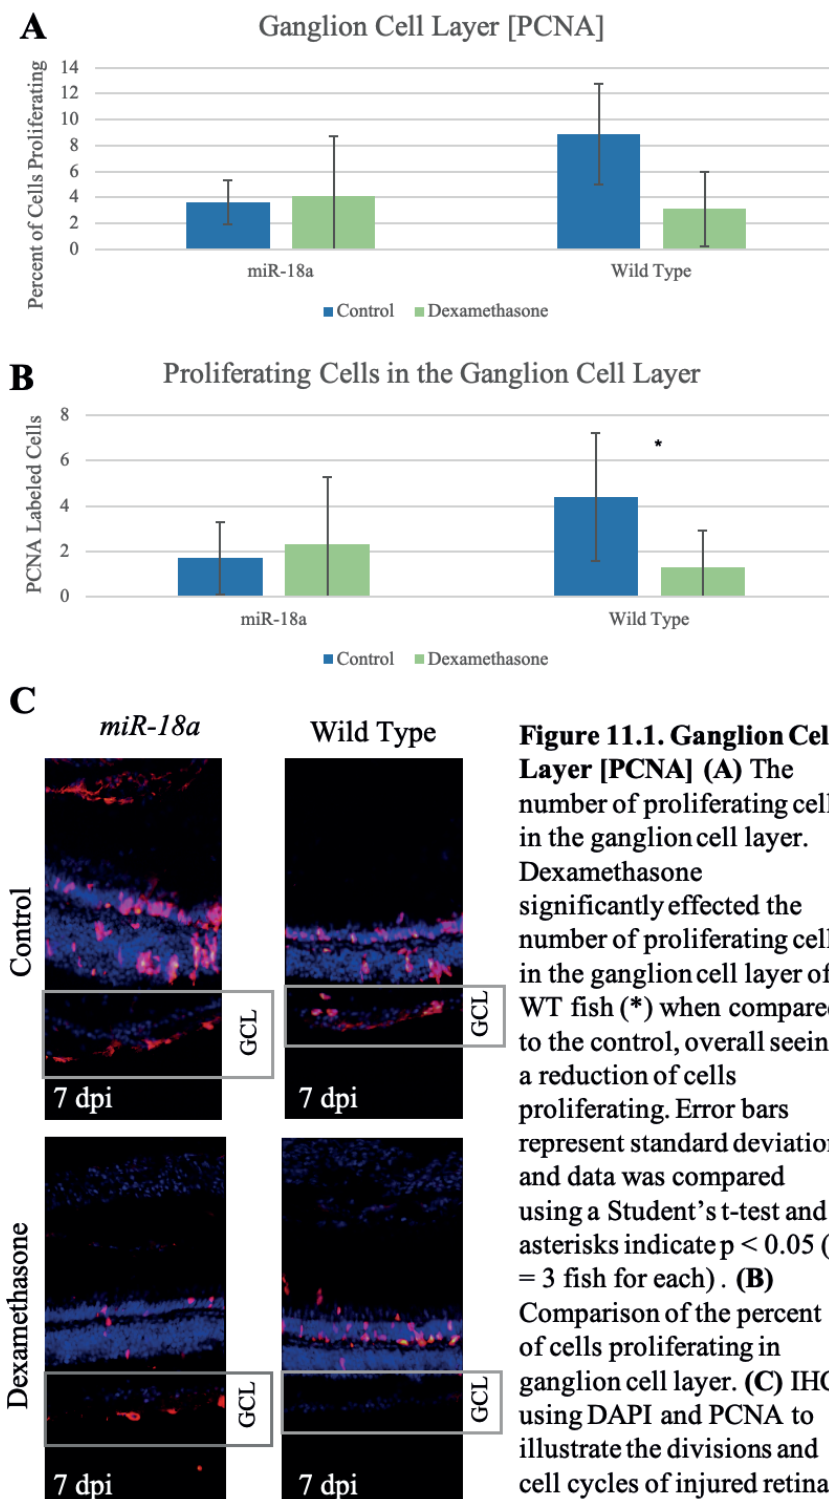 A
Ganglion Cell Layer [PCNA]
Percent of Cells Proliferating
14
12
10
8
6
4
2
0
miR-18a
Wild Type
Control
Dexamethasone
B
Proliferating Cells in the Ganglion Cell Layer
PCNA Labeled Cells
8
6
4
2
0
*
miR-18a
Wild Type
Control
Dexamethasone
C
miR-18a
Wild Type
Control
GCL
GCL
7 dpi
7 dpi
Dexamethasone
GCL
GCL
7 dpi
7 dpi
Figure 11.1. Ganglion Cel
Layer [PCNA] (A) The
number of proliferating cell
in the ganglion cell layer.
Dexamethasone
significantly effected the
number of proliferating cell
in the ganglion cell layer of
WT fish (*) when compared
to the control, overall seein
a reduction of cells
proliferating. Error bars
represent standard deviation
and data was compared
using a Student's t-test and
asterisks indicate p < 0.05 (
= 3 fish for each) . (B)
Comparison of the percent
of cells proliferating in
ganglion cell layer. (C) IHC
using DAPI and PCNA to
illustrate the divisions and
cell cycles of injured retina